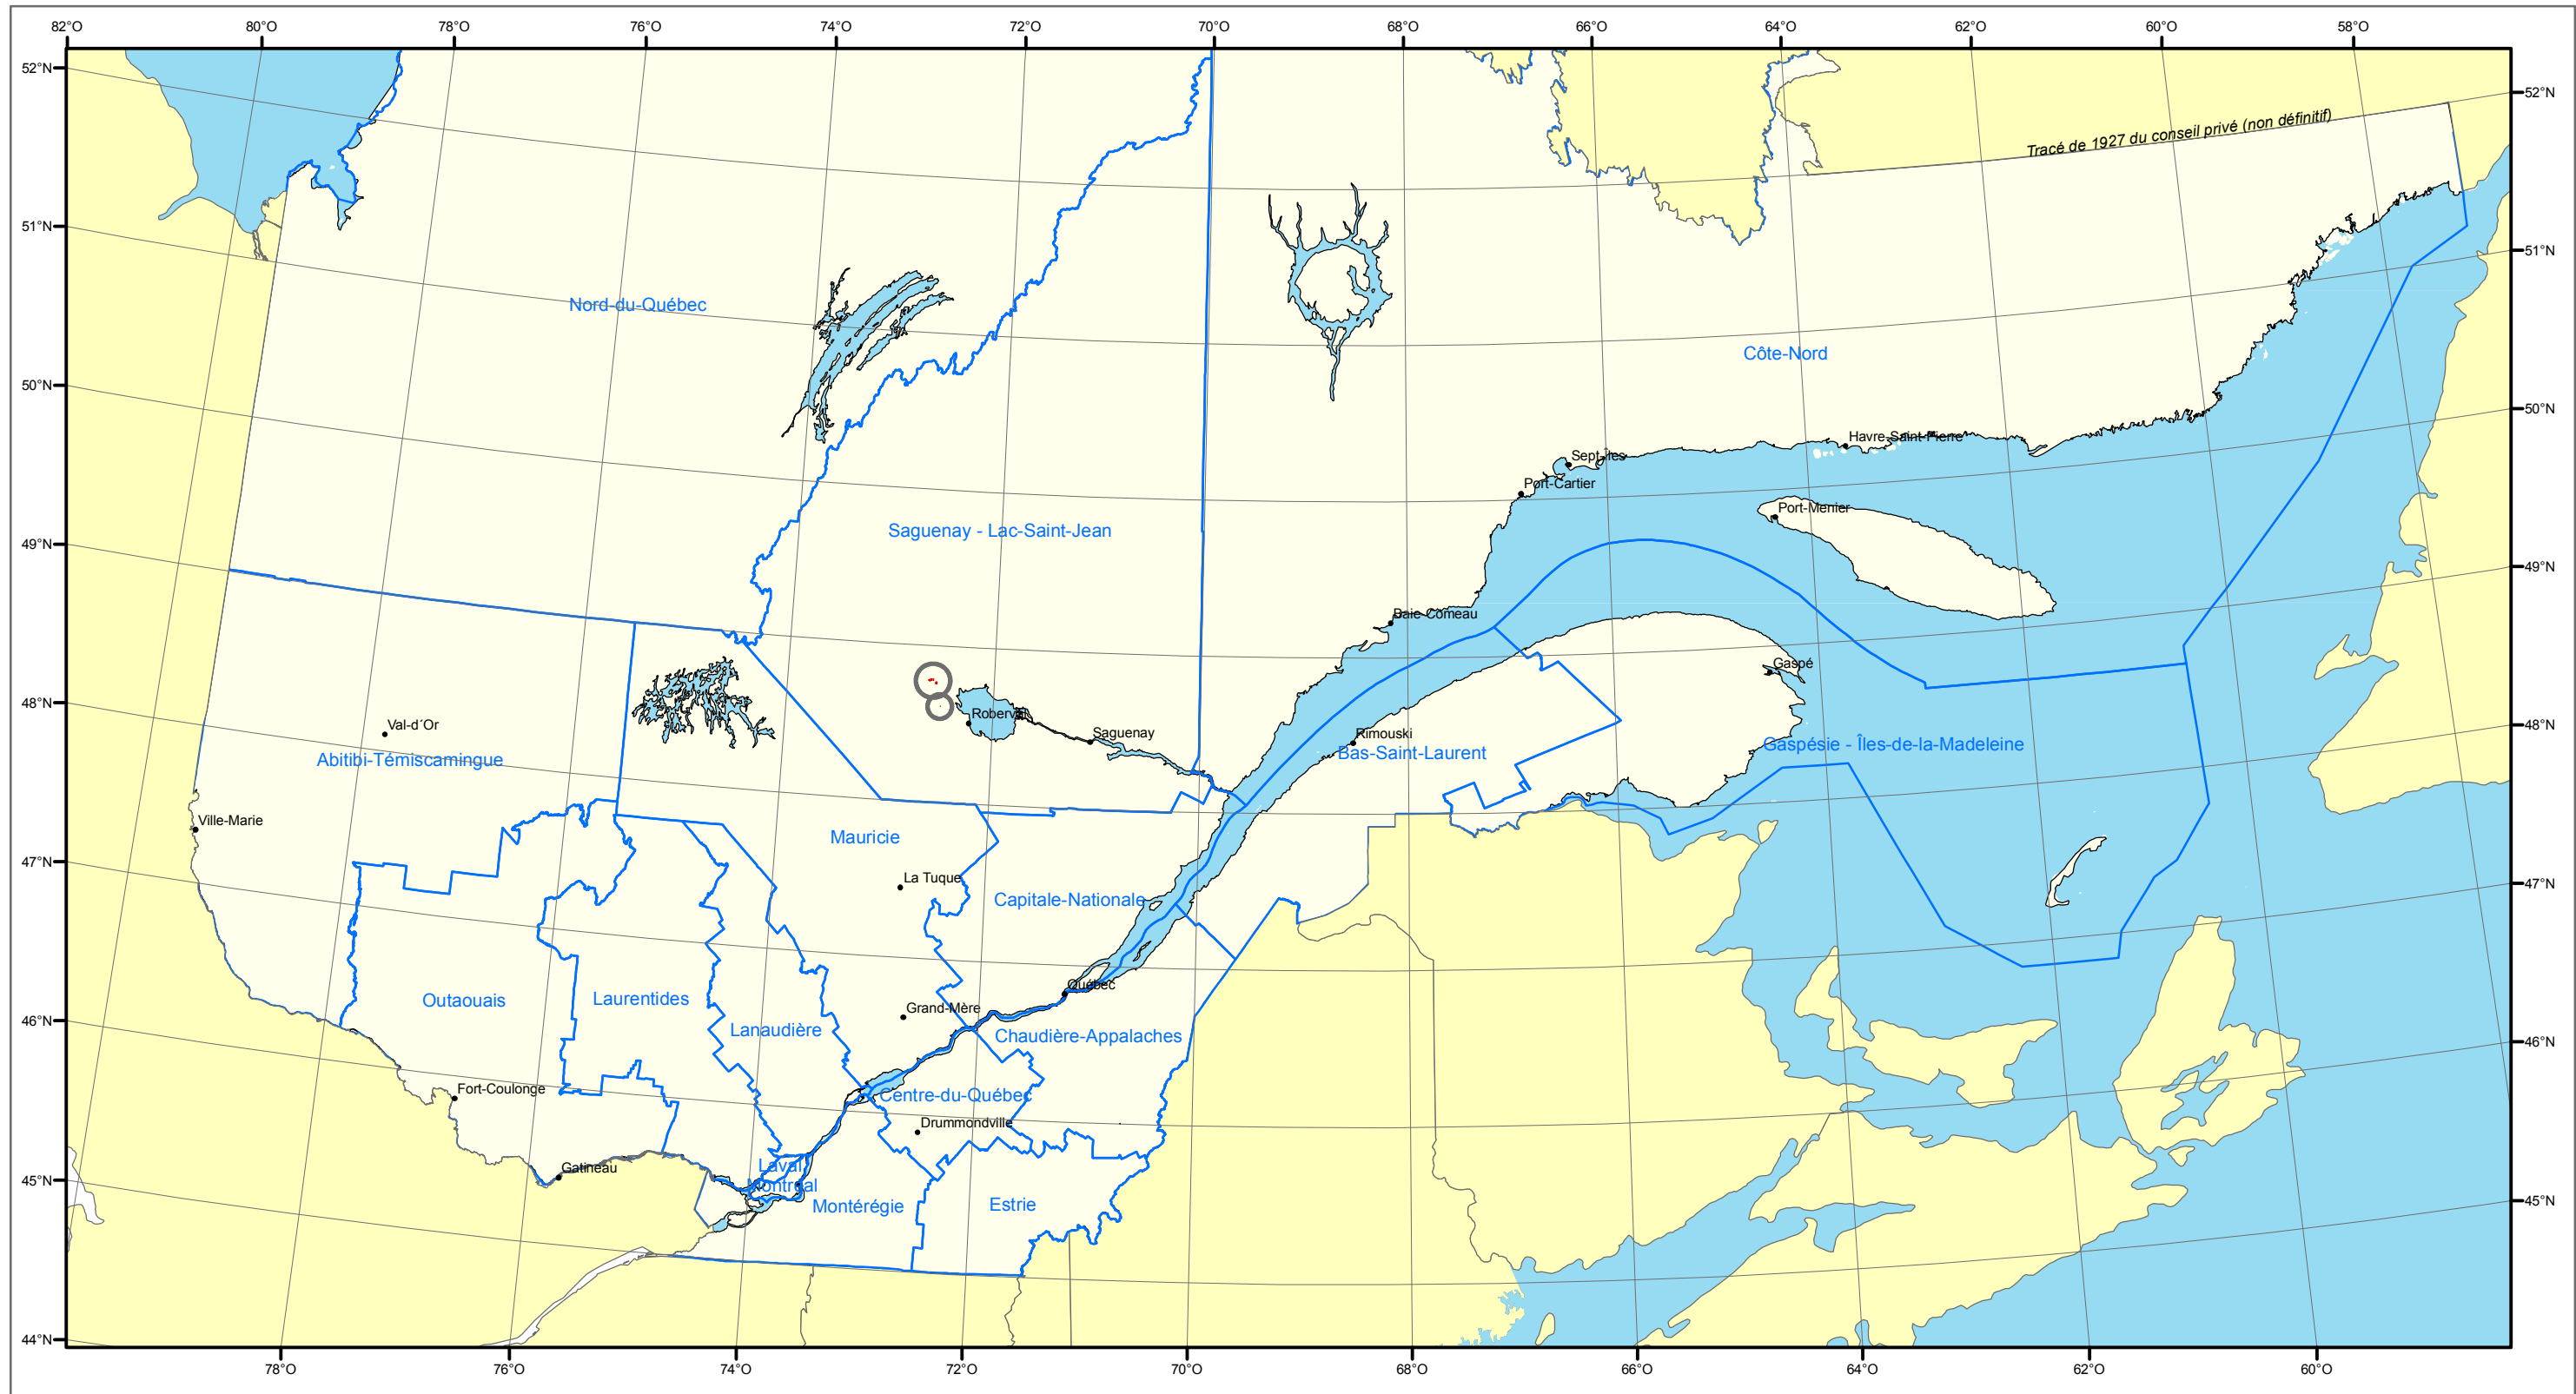 82°O 80°O 78°O 76°O 74°O 72°O 70°O 68°O 66°O 64°O 62°O 60°O 58°O
52°N
52°N
Tracé de 1927 du conseil privé (non définitif)
51°N
51°N
Nord-du-Québec
Côte-Nord
50°N
50°N
Havre-Saint-Pierre
Sept-Îles
Port-Cartier
Port-Menier
Saguenay - Lac-Saint-Jean
49°N
49°N
Baie-Comeau
Gaspé
48°N
48°N
Roberval
Val-d'Or
Saguenay
Rimouski
Bas-Saint-Laurent
Gaspésie - Îles-de-la-Madeleine
Abitibi-Témiscamingue
Ville-Marie
Mauricie
47°N
47°N
La Tuque
Capitale-Nationale
Québec
Outaouais
Laurentides
Grand-Mère
46°N
46°N
Lanaudière
Chaudière-Appalaches
Fort-Coulonge
Centre-du-Québec
Drummondville
Gatineau
Laval
45°N
45°N
Montréal
Montérégie
Estrie
44°N
78°O 76°O 74°O 72°O 70°O 68°O 66°O 64°O 62°O 60°O